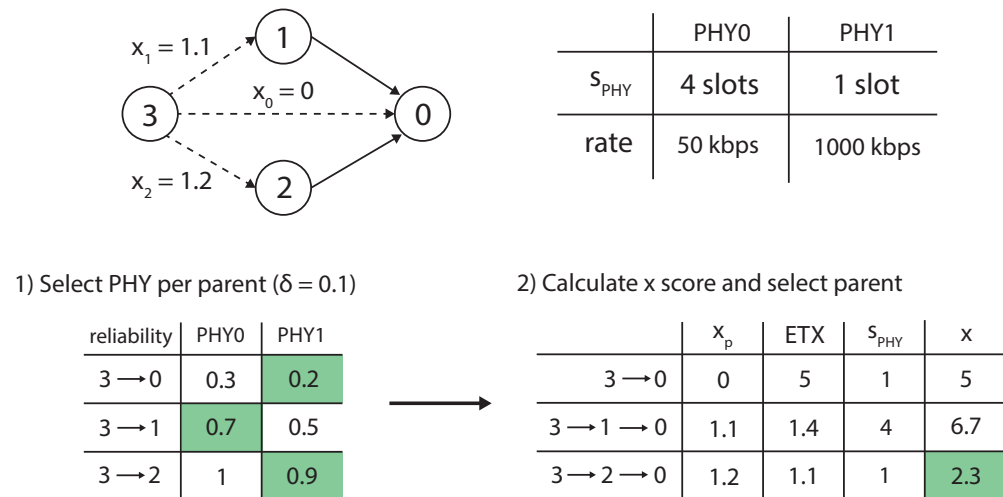 1
x₁ = 1.1
x₀ = 0
3
0
x₂ = 1.2
2
PHY0 PHY1
s_PHY 4 slots 1 slot
rate 50 kbps 1000 kbps
1) Select PHY per parent (δ = 0.1)
reliability PHY0 PHY1
3 → 0 0.3 0.2
3 → 1 0.7 0.5
3 → 2 1 0.9
2) Calculate x score and select parent
x_p ETX s_PHY x
3 → 0 0 5 1 5
3 → 1 → 0 1.1 1.4 4 6.7
3 → 2 → 0 1.2 1.1 1 2.3